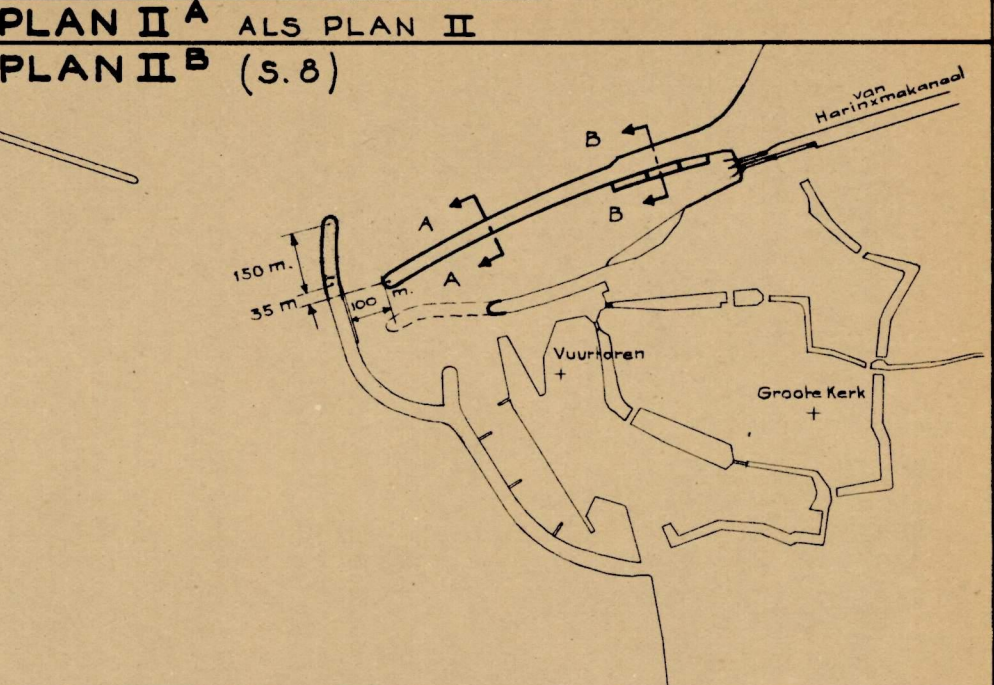 PLAN II A ALS PLAN II
PLAN II B (S. 8)
van
Harinxmakanaal
B
B
A
A
150 m.
35 m
100 m.
Vuurtoren
Groote Kerk